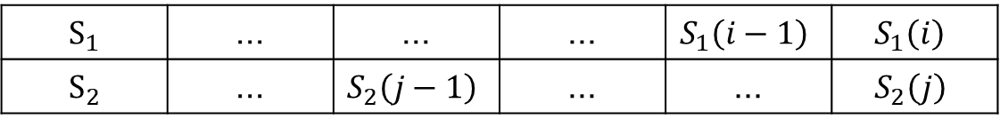 S₁ … … … S₁(i − 1) S₁(i)
S₂ … S₂(j − 1) … … S₂(j)